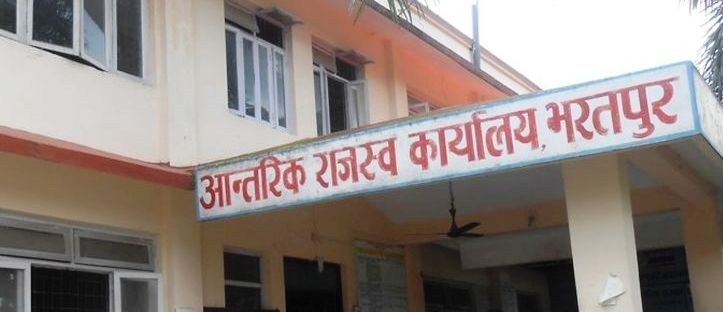 आन्तरिक राजस्व कार्यालय, भरतपुर